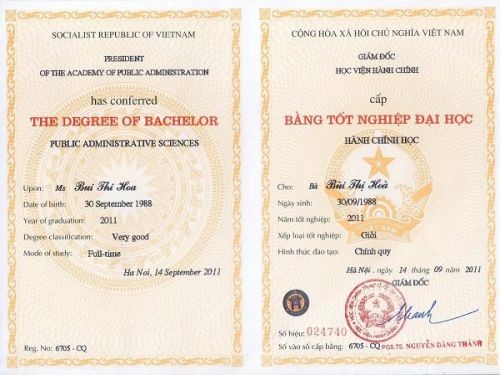 SOCIALIST REPUBLIC OF VIETNAM
PRESIDENT
OF THE ACADEMY OF PUBLIC ADMINISTRATION
has conferred
THE DEGREE OF BACHELOR
PUBLIC ADMINISTRATIVE SCIENCES
Upon: Ms Bui Thi Hoa
Date of birth: 30 September 1988
Year of graduation: 2011
Degree classification: Very good
Mode of study: Full-time
Ha Noi, 14 September 2011
Reg. No: 6705 - CQ
CỘNG HÒA XÃ HỘI CHỦ NGHĨA VIỆT NAM
GIÁM ĐỐC
HỌC VIỆN HÀNH CHÍNH
cấp
BẰNG TỐT NGHIỆP ĐẠI HỌC
HÀNH CHÍNH HỌC
Cho: Bà Bùi Thị Hoà
Ngày sinh: 30/09/1988
Năm tốt nghiệp: 2011
Xếp loại tốt nghiệp: Giỏi
Hình thức đào tạo: Chính quy
Hà Nội, ngày 14 tháng 09 năm 2011
GIÁM ĐỐC
Số hiệu: 024740
Số vào sổ cấp bằng: 6705 - CQ
PGS.TS. NGUYỄN ĐĂNG THÀNH